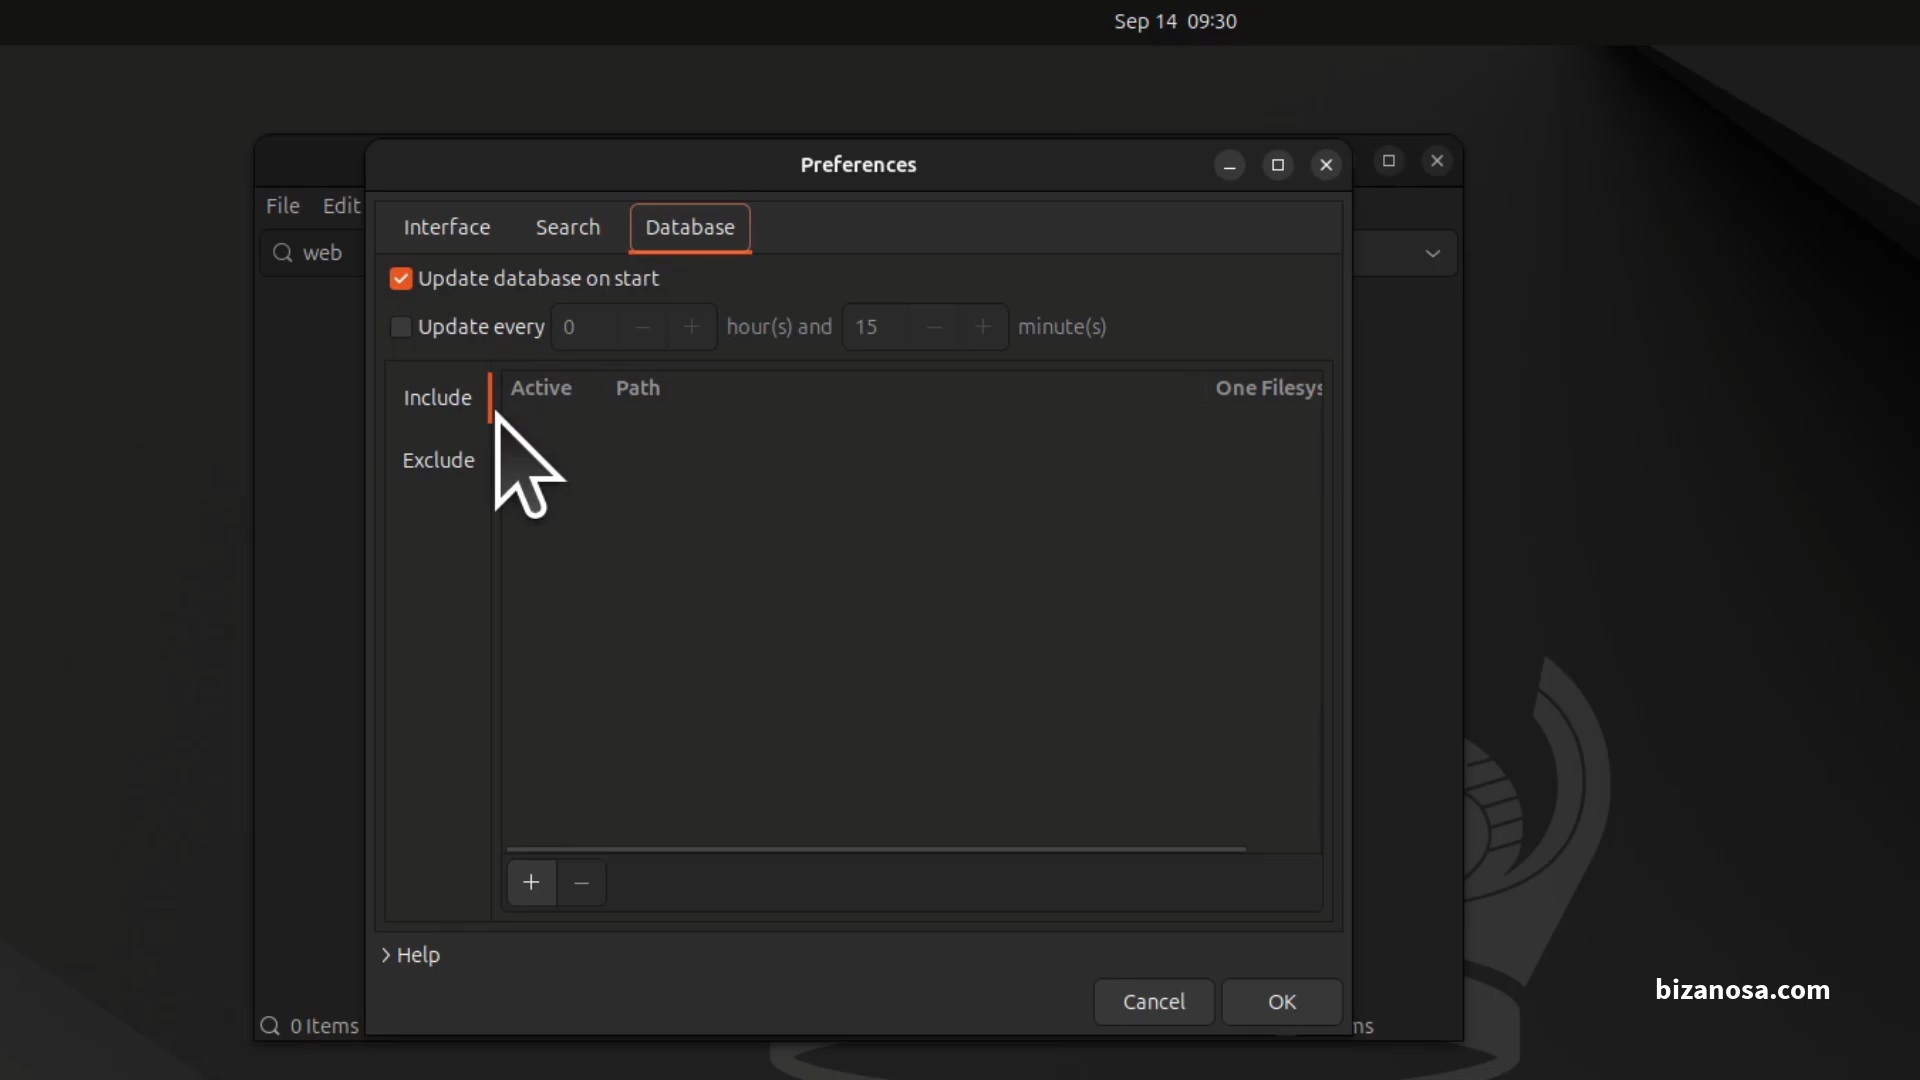 Sep 14 09:30
Preferences
File Edit
Interface Search Database
web
Update database on start
Update every 0 hour(s) and 15 minute(s)
Include
Active Path One Filesys
Exclude
Help
Cancel OK
bizanosa.com
0 Items ms